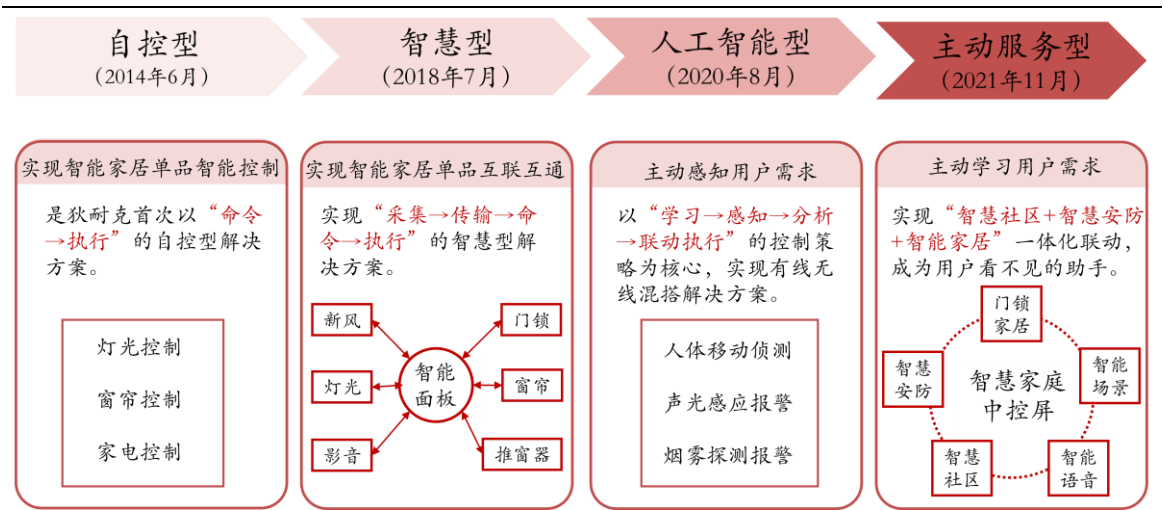 自控型
（2014年6月）
智慧型
（2018年7月）
人工智能型
（2020年8月）
主动服务型
（2021年11月）
实现智能家居单品智能控制
是狄耐克首次以“命令
→执行”的自控型解决
方案。
灯光控制
窗帘控制
家电控制
实现智能家居单品互联互通
实现“采集→传输→命
令→执行”的智慧型解
决方案。
新风
门锁
灯光
智能
面板
窗帘
影音
推窗器
主动感知用户需求
以“学习→感知→分析
→联动执行”的控制策
略为核心，实现有线无
线混搭解决方案。
人体移动侦测
声光感应报警
烟雾探测报警
主动学习用户需求
实现“智慧社区+智慧安防
+智能家居”一体化联动，
成为用户看不见的助手。
门锁
家居
智慧
安防
智能
场景
智慧家庭
中控屏
智慧
社区
智能
语音